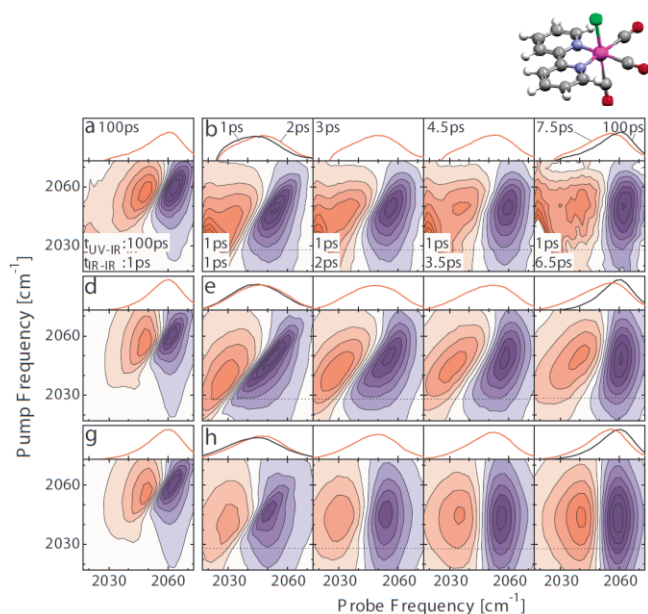 a 100ps
b 1ps 2ps
3ps
4.5ps
7.5ps 100ps
2060
2030
t UV-IR :100ps
t IR-IR :1ps
1ps
1ps
1ps
2ps
1ps
3.5ps
1ps
6.5ps
Pump Frequency [cm⁻¹]
d
e
2060
2030
g
h
2060
2030
2030 2060 2030 2060 2030 2060 2030 2060 2030 2060
Probe Frequency [cm⁻¹]